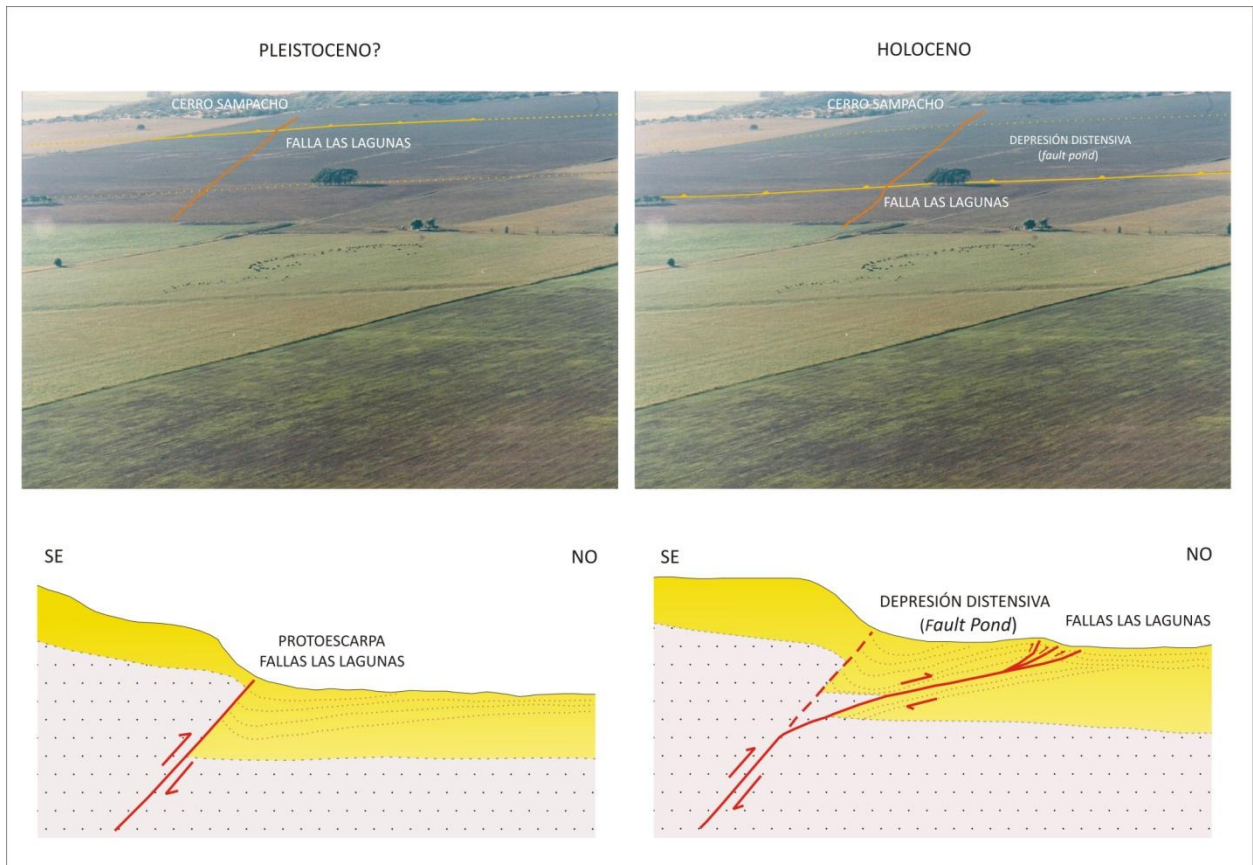 PLEISTOCENO?
HOLOCENO
CERRO SAMPACHO
FALLA LAS LAGUNAS
CERRO SAMPACHO
DEPRESIÓN DISTENSIVA
(fault pond)
FALLA LAS LAGUNAS
SE
NO
PROTOESCARPA
FALLAS LAS LAGUNAS
SE
NO
DEPRESIÓN DISTENSIVA
(Fault Pond)
FALLAS LAS LAGUNAS